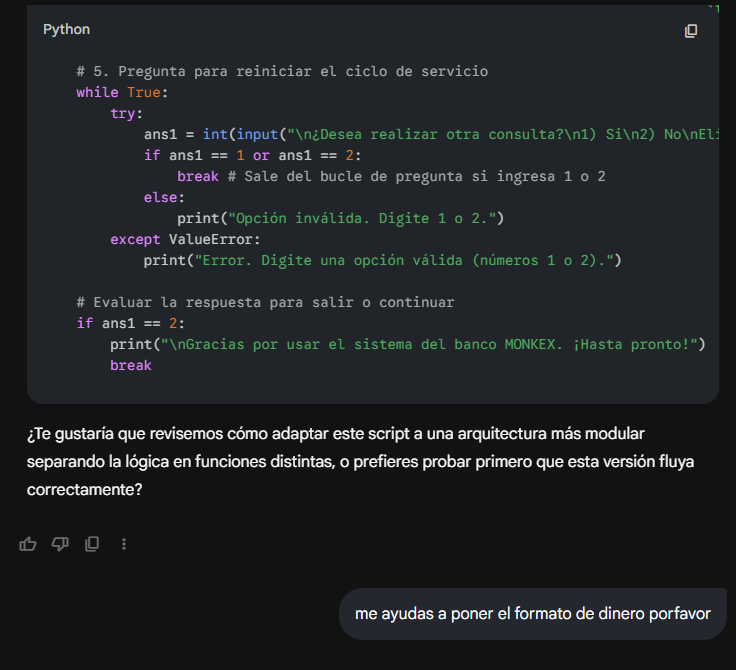 Python
# 5. Pregunta para reiniciar el ciclo de servicio
while True:
    try:
        ans1 = int(input("\n¿Desea realizar otra consulta?\n1) Si\n2) No\nEli
        if ans1 == 1 or ans1 == 2:
            break # Sale del bucle de pregunta si ingresa 1 o 2
        else:
            print("Opción inválida. Digite 1 o 2.")
    except ValueError:
        print("Error. Digite una opción válida (números 1 o 2).")
# Evaluar la respuesta para salir o continuar
if ans1 == 2:
    print("\nGracias por usar el sistema del banco MONKEX. ¡Hasta pronto!")
    break
¿Te gustaría que revisemos cómo adaptar este script a una arquitectura más modular
separando la lógica en funciones distintas, o prefieres probar primero que esta versión fluya
correctamente?
me ayudas a poner el formato de dinero porfavor